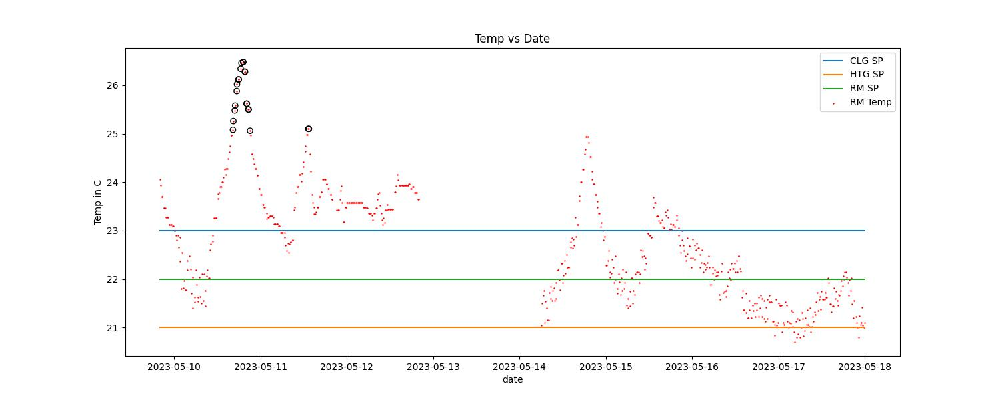 Temp vs Date
CLG SP
HTG SP
RM SP
RM Temp
Temp in C
26
25
24
23
22
21
2023-05-10 2023-05-11 2023-05-12 2023-05-13 2023-05-14 2023-05-15 2023-05-16 2023-05-17 2023-05-18
date